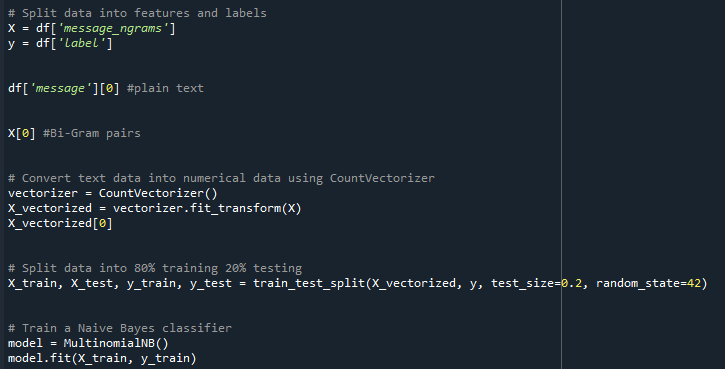 # Split data into features and labels
X = df['message_ngrams']
y = df['label']
df['message'][0] #plain text
X[0] #Bi-Gram pairs
# Convert text data into numerical data using CountVectorizer
vectorizer = CountVectorizer()
X_vectorized = vectorizer.fit_transform(X)
X_vectorized[0]
# Split data into 80% training 20% testing
X_train, X_test, y_train, y_test = train_test_split(X_vectorized, y, test_size=0.2, random_state=42)
# Train a Naive Bayes classifier
model = MultinomialNB()
model.fit(X_train, y_train)